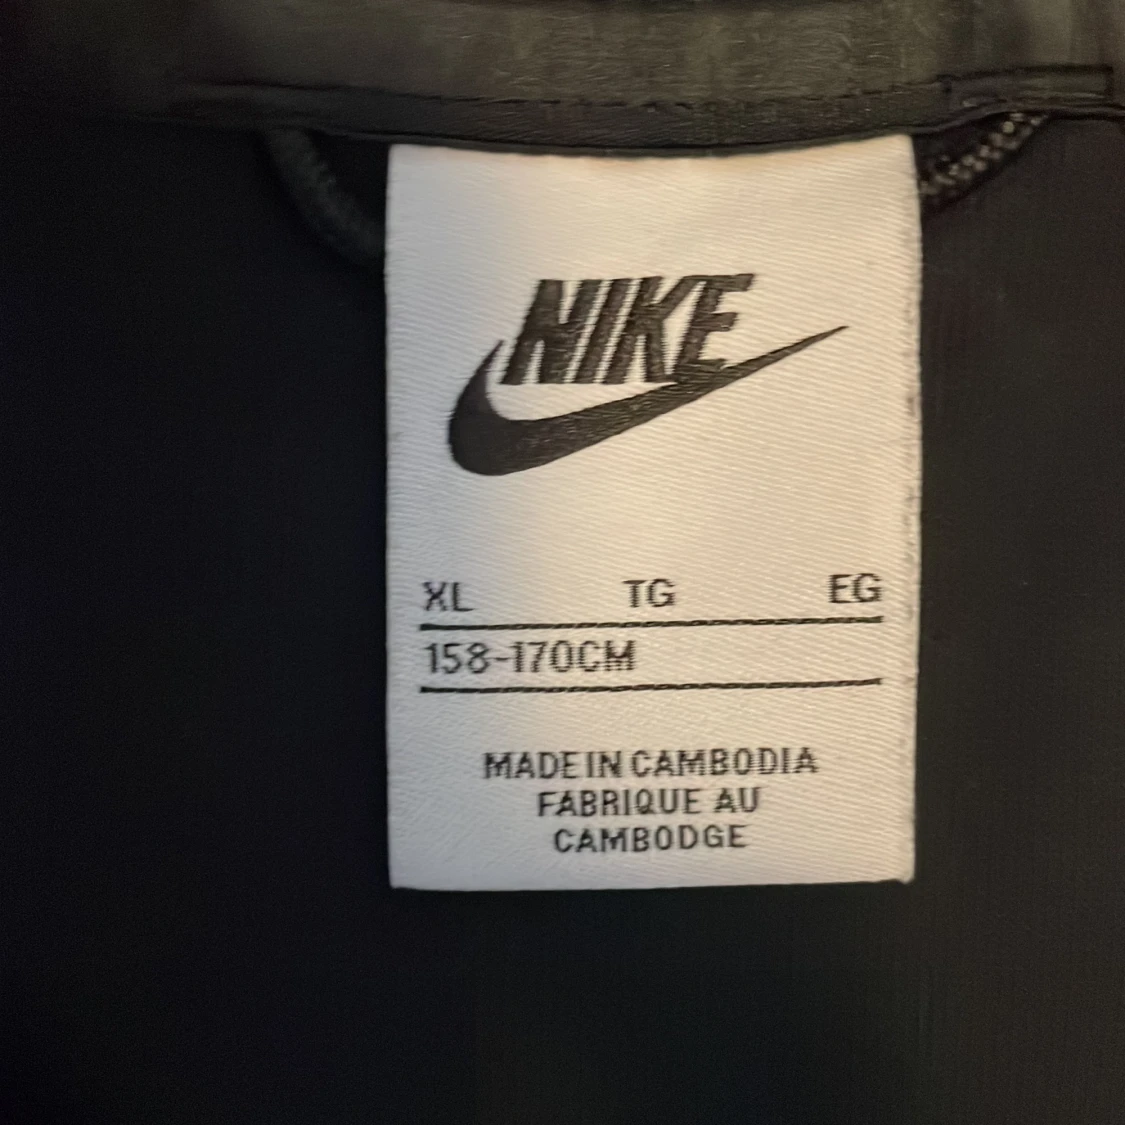 NIKE
XL TG EG
158-170CM
MADE IN CAMBODIA
FABRIQUE AU
CAMBODGE